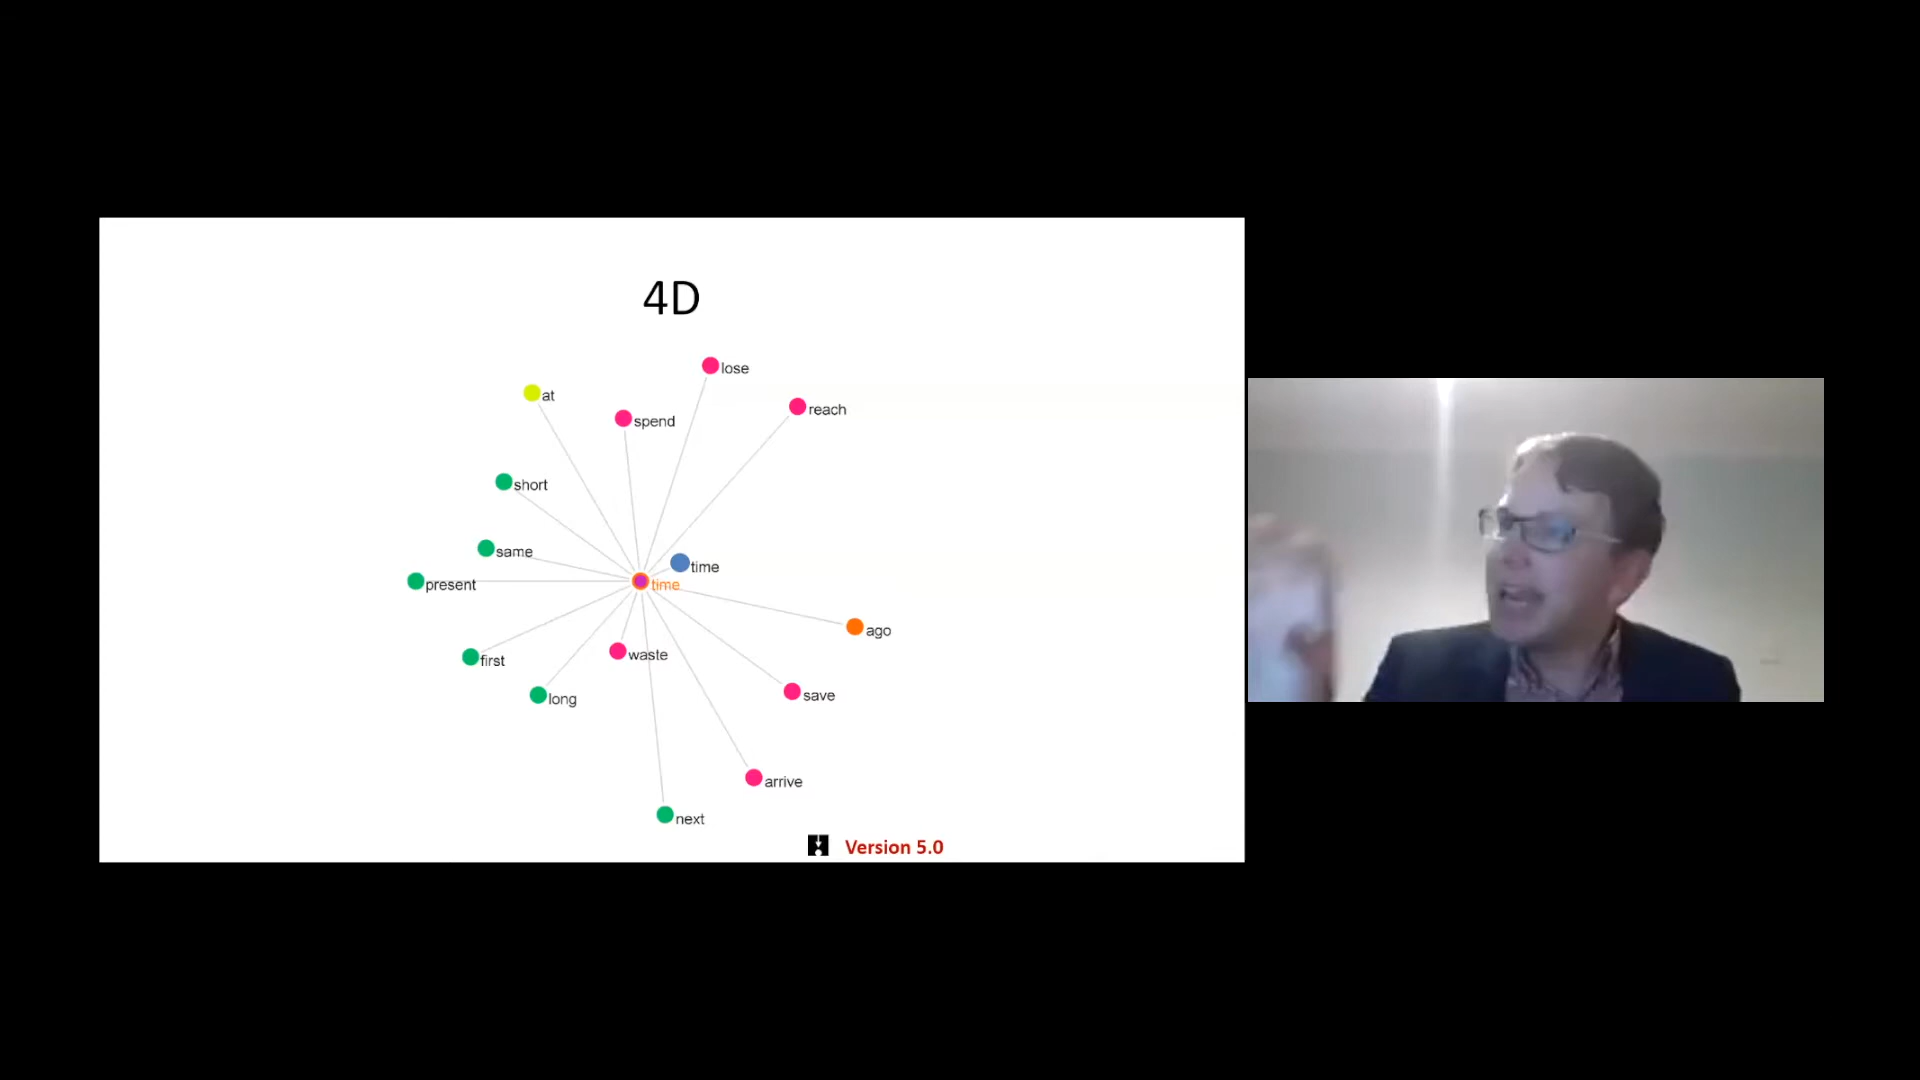 4D
lose
at
reach
spend
short
same
time
present
time
ago
first
waste
save
long
arrive
next
Version 5.0